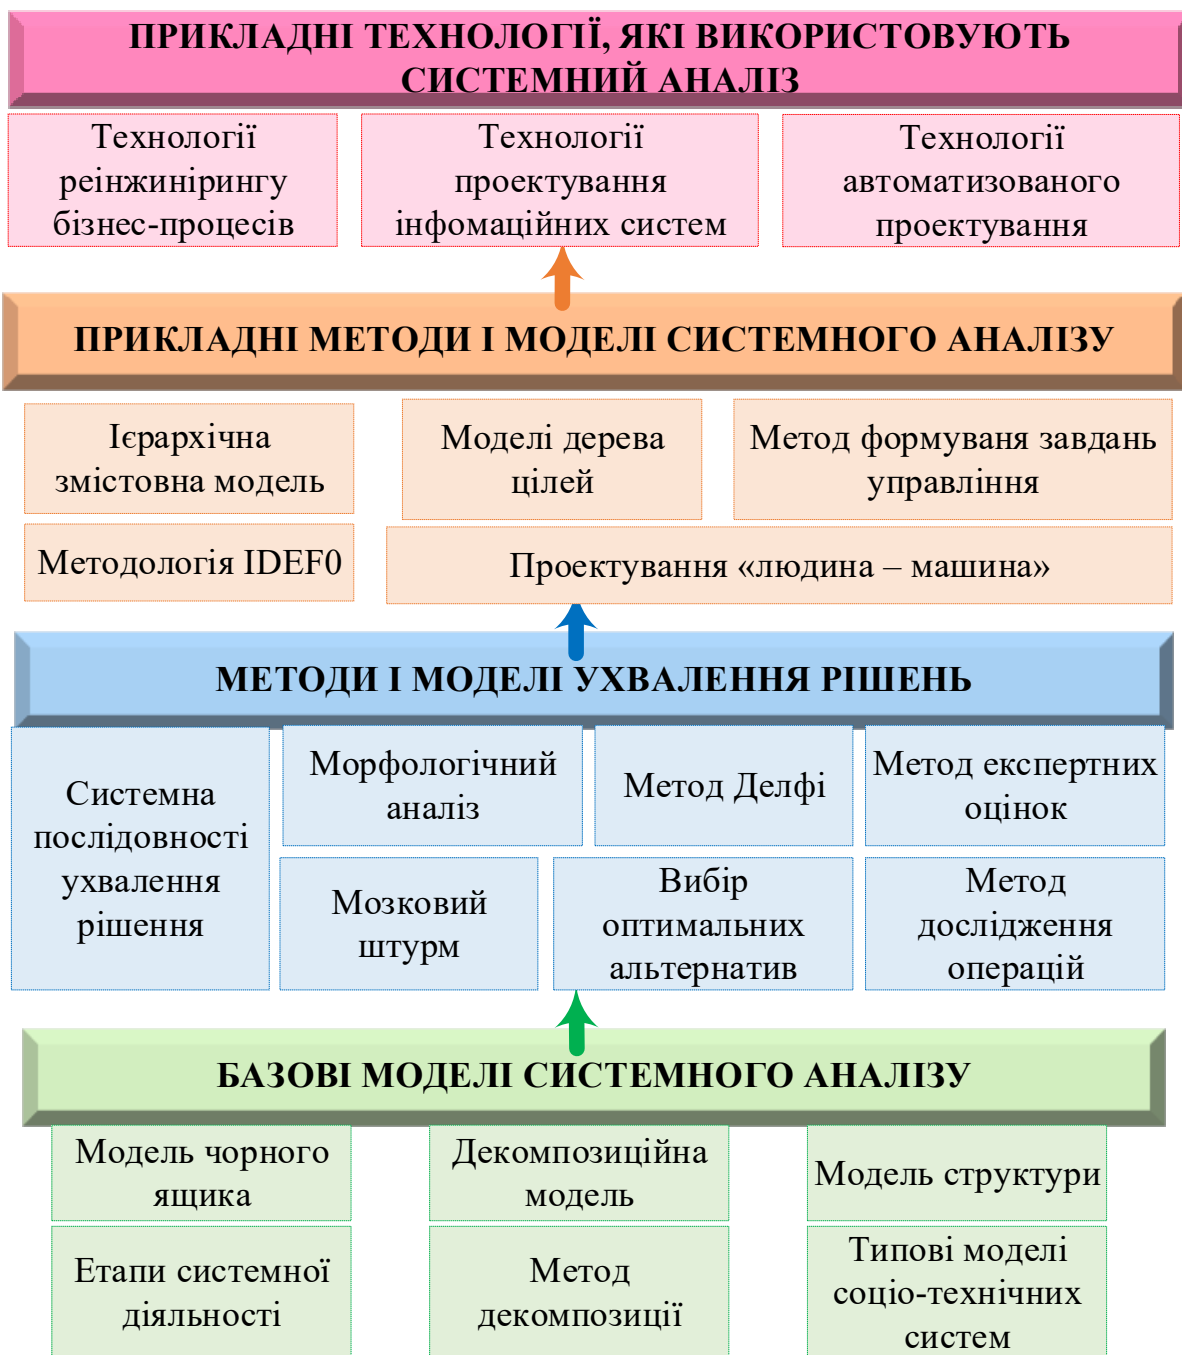 ПРИКЛАДНІ ТЕХНОЛОГІЇ, ЯКІ ВИКОРИСТОВУЮТЬ
СИСТЕМНИЙ АНАЛІЗ
Технології
реінжинірингу
бізнес-процесів
Технології
проектування
інфомаційних систем
Технології
автоматизованого
проектування
ПРИКЛАДНІ МЕТОДИ І МОДЕЛІ СИСТЕМНОГО АНАЛІЗУ
Ієрархічна
змістовна модель
Моделі дерева
цілей
Метод формуваня завдань
управління
Методологія IDEF0
Проектування «людина – машина»
МЕТОДИ І МОДЕЛІ УХВАЛЕННЯ РІШЕНЬ
Системна
послідовності
ухвалення
рішення
Морфологічний
аналіз
Метод Делфі
Метод експертних
оцінок
Мозковий
штурм
Вибір
оптимальних
альтернатив
Метод
дослідження
операцій
БАЗОВІ МОДЕЛІ СИСТЕМНОГО АНАЛІЗУ
Модель чорного
ящика
Декомпозиційна
модель
Модель структури
Етапи системної
діяльності
Метод
декомпозиції
Типові моделі
соціо-технічних
систем